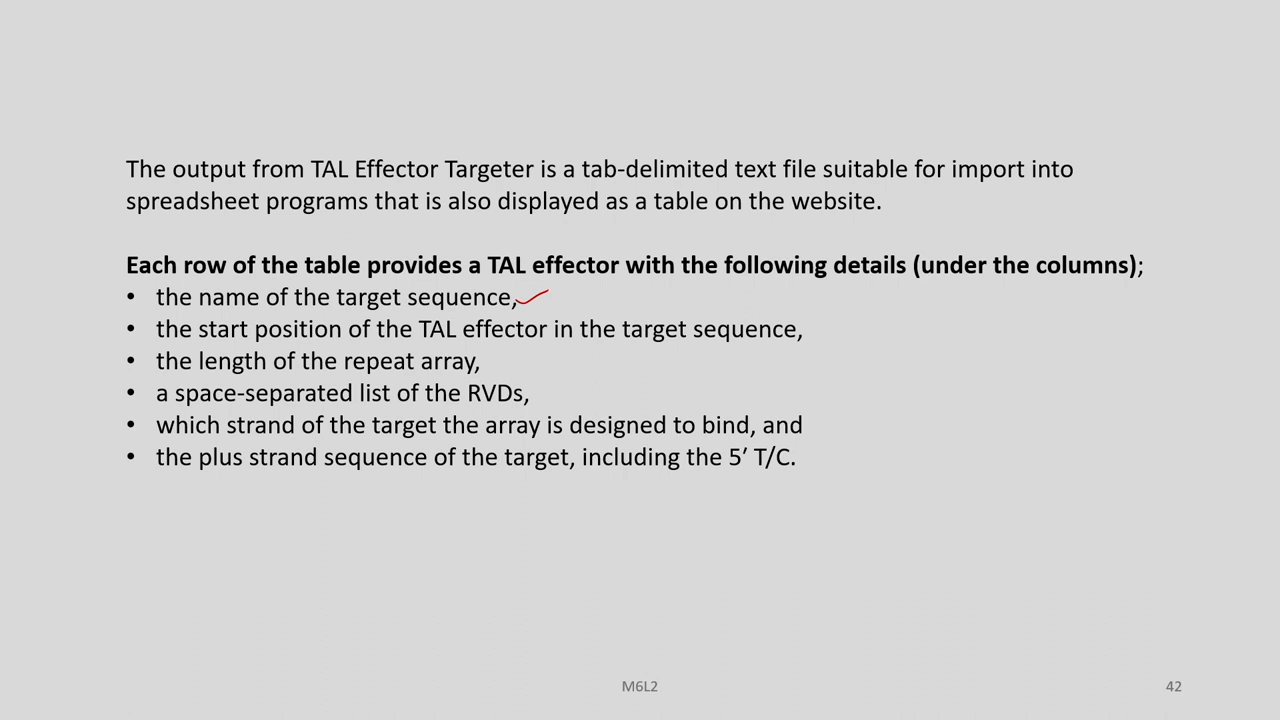 The output from TAL Effector Targeter is a tab-delimited text file suitable for import into
spreadsheet programs that is also displayed as a table on the website.
Each row of the table provides a TAL effector with the following details (under the columns);
• the name of the target sequence,
• the start position of the TAL effector in the target sequence,
• the length of the repeat array,
• a space-separated list of the RVDs,
• which strand of the target the array is designed to bind, and
• the plus strand sequence of the target, including the 5′ T/C.
M6L2
42